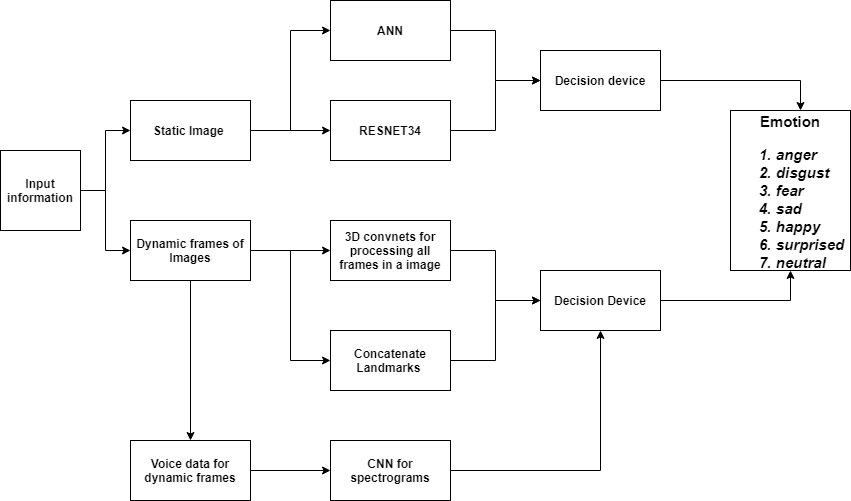 ANN
Decision device
Static Image
RESNET34
Emotion
1. anger
2. disgust
3. fear
4. sad
5. happy
6. surprised
7. neutral
Input
information
Dynamic frames of
Images
3D convnets for
processing all
frames in a image
Decision Device
Concatenate
Landmarks
Voice data for
dynamic frames
CNN for
spectrograms